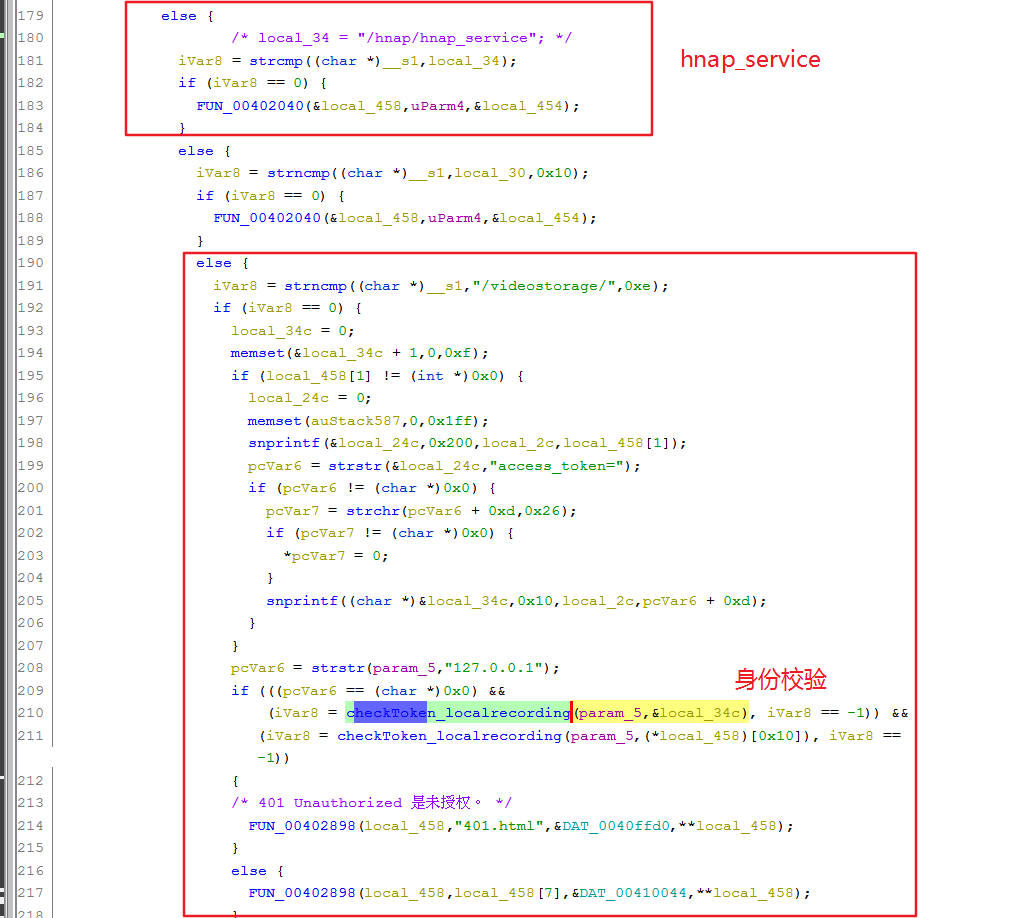 179 else {
180 /* local_34 = "/hnap/hnap_service"; */
181 iVar8 = strcmp((char *)__s1,local_34);
182 if (iVar8 == 0) {
183 FUN_00402040(&local_458,uParm4,&local_454);
184 }
hnap_service
185 else {
186 iVar8 = strncmp((char *)__s1,local_30,0x10);
187 if (iVar8 == 0) {
188 FUN_00402040(&local_458,uParm4,&local_454);
189 }
190 else {
191 iVar8 = strncmp((char *)__s1,"/videostorage/",0xe);
192 if (iVar8 == 0) {
193 local_34c = 0;
194 memset(&local_34c + 1,0,0xf);
195 if (local_458[1] != (int *)0x0) {
196 local_24c = 0;
197 memset(auStack587,0,0x1ff);
198 snprintf(&local_24c,0x200,local_2c,local_458[1]);
199 pcVar6 = strstr(&local_24c,"access_token=");
200 if (pcVar6 != (char *)0x0) {
201 pcVar7 = strchr(pcVar6 + 0xd,0x26);
202 if (pcVar7 != (char *)0x0) {
203 *pcVar7 = 0;
204 }
205 snprintf((char *)&local_34c,0x10,local_2c,pcVar6 + 0xd);
206 }
207 }
208 pcVar6 = strstr(param_5,"127.0.0.1");
209 if (((pcVar6 == (char *)0x0) &&
身份校验
210 (iVar8 = checkToken_localrecording(param_5,&local_34c), iVar8 == -1)) &&
211 (iVar8 = checkToken_localrecording(param_5,(*local_458)[0x10]), iVar8 ==
-1))
212 {
213 /* 401 Unauthorized 是未授权。 */
214 FUN_00402898(local_458,"401.html",&DAT_0040ffd0,**local_458);
215 }
216 else {
217 FUN_00402898(local_458,local_458[7],&DAT_00410044,**local_458);
218 }